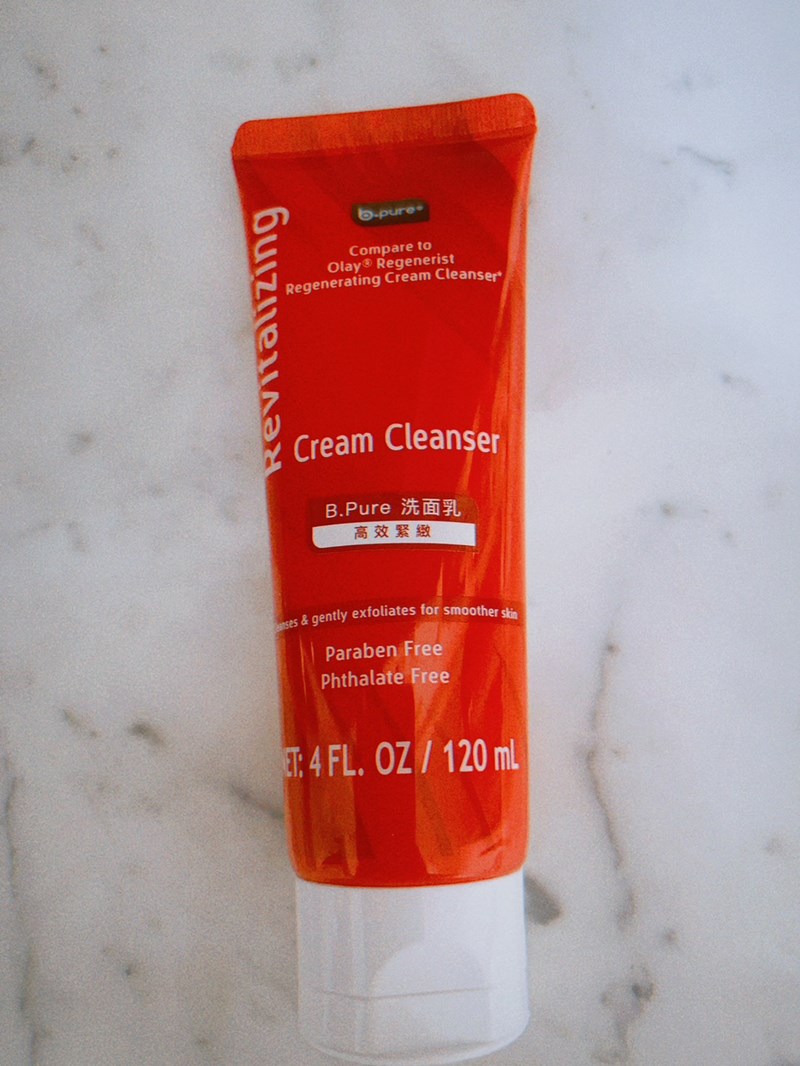 b.pure+
Compare to
Olay® Regenerist
Regenerating Cream Cleanser*
Revitalizing
Cream Cleanser
B.Pure 洗面乳
高效緊緻
& gently exfoliates for smoother skin
Paraben Free
Phthalate Free
ET: 4 FL. OZ / 120 mL